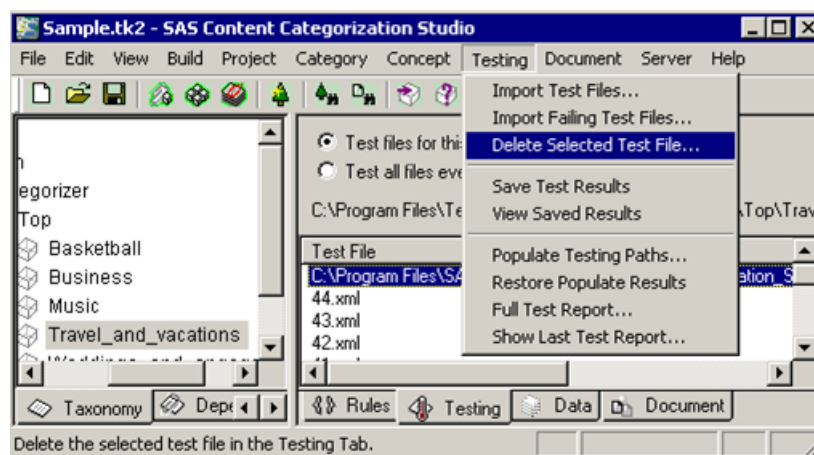 Sample.tk2 - SAS Content Categorization Studio
File Edit View Build Project Category Concept Testing Document Server Help
Import Test Files...
Import Failing Test Files...
Delete Selected Test File...
Save Test Results
View Saved Results
Populate Testing Paths...
Restore Populate Results
Full Test Report...
Show Last Test Report...
egorizer
Top
Basketball
Business
Music
Travel_and_vacations
Test files for this
Test all files eve
C:\Program Files\Te
\Top\Trav
Test File
C:\Program Files\SA
ation_S
44.xml
43.xml
42.xml
Taxonomy Depe
Rules Testing Data Document
Delete the selected test file in the Testing Tab.